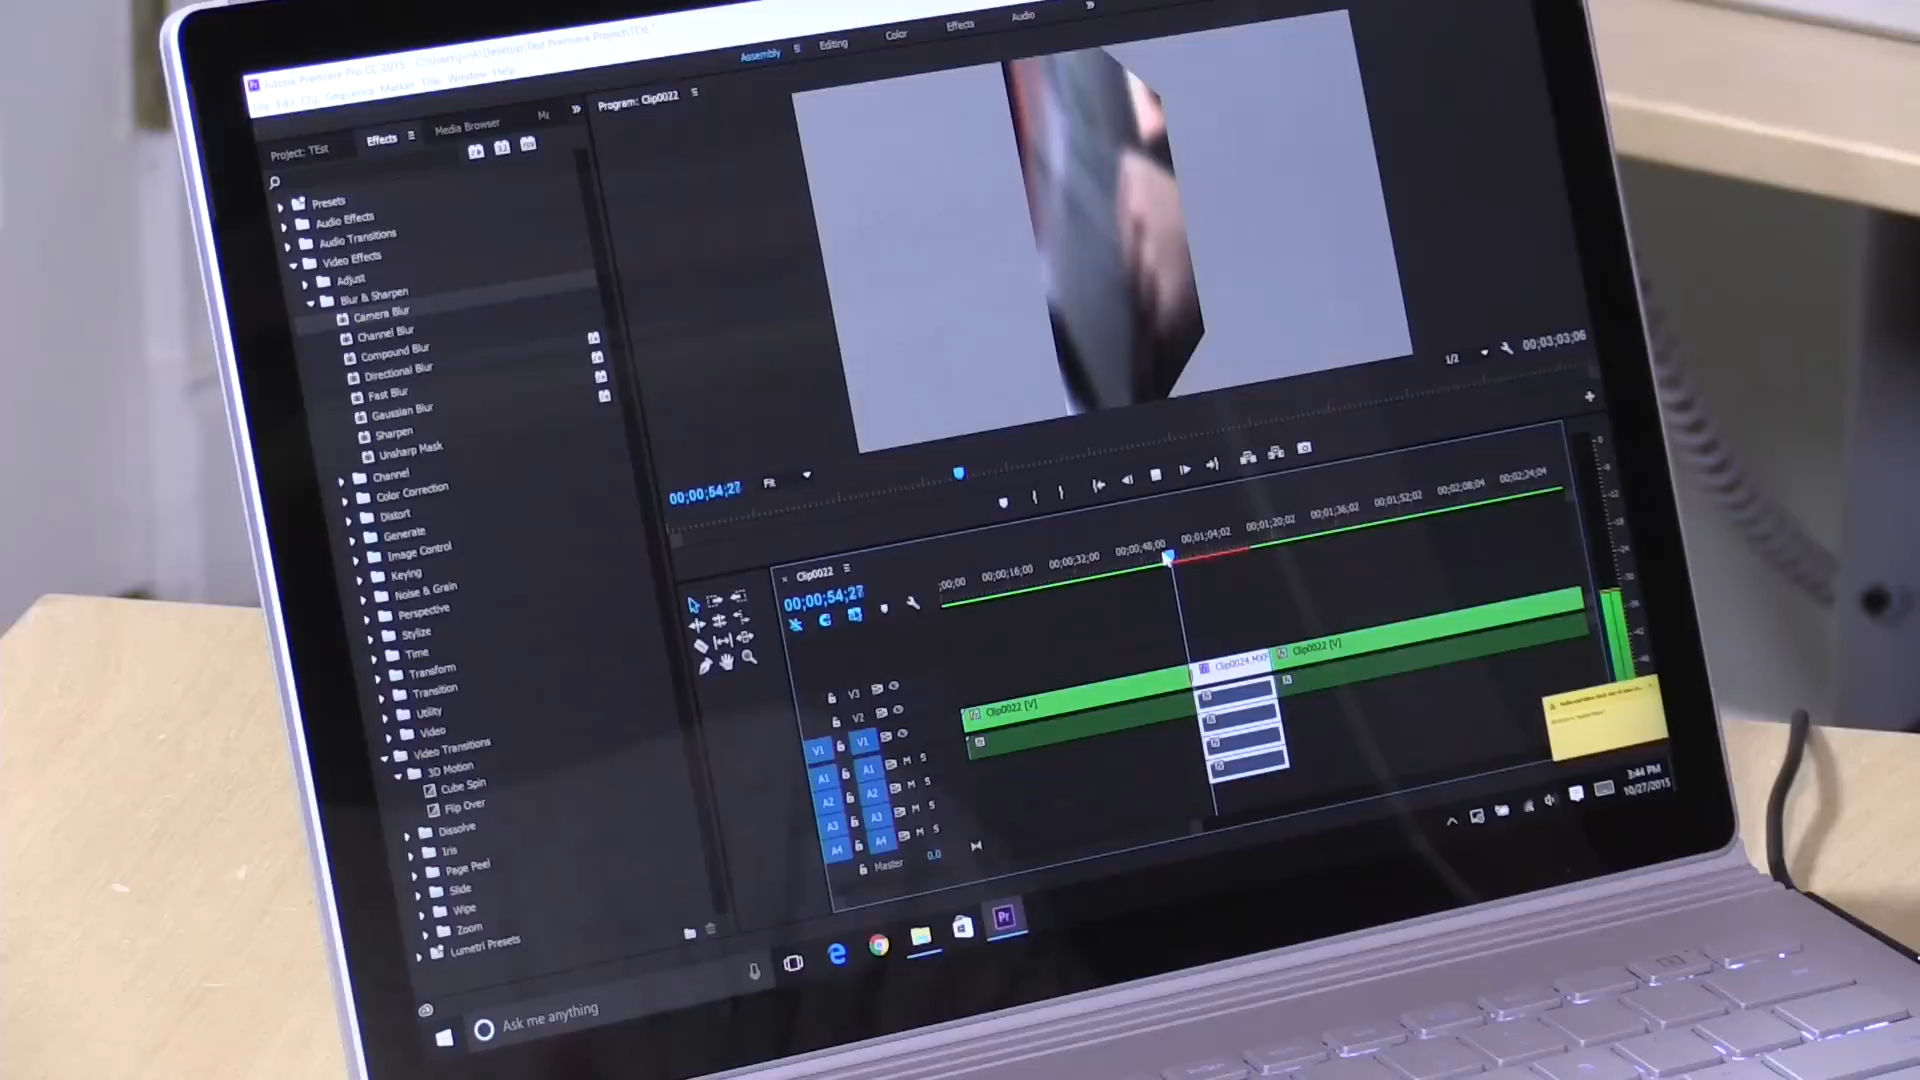 Adobe Premiere Pro CC 2015 - C:\Users\junk\Desktop\Test Premiere Project\TEst *
File Edit Clip Sequence Marker Title Window Help
Assembly Editing Color Effects Audio
Project: TEst Effects Media Browser
Program: Clip0022
Presets
Audio Effects
Audio Transitions
Video Effects
Adjust
Blur & Sharpen
Camera Blur
Channel Blur
Compound Blur
Directional Blur
Fast Blur
Gaussian Blur
Sharpen
Unsharp Mask
Channel
Color Correction
Distort
Generate
Image Control
Keying
Noise & Grain
Perspective
Stylize
Time
Transform
Transition
Utility
Video
Video Transitions
3D Motion
Cube Spin
Flip Over
Dissolve
Iris
Page Peel
Slide
Wipe
Zoom
Lumetri Presets
1/2 00;03;03;06
00;00;54;27 Fit
Clip0022
00;00;54;27
;00;00 00;00;16;00 00;00;32;00 00;00;48;00 00;01;04;02 00;01;20;02 00;01;36;02 00;01;52;02 00;02;08;04 00;02;24;04
V3
V2
V1 V1
A1 A1 M S
A2 A2 M S
A3 A3 M S
A4 A4 M S
Master 0.0
Clip0022 [V]
Clip0024.MXF
Clip0022 [V]
3:44 PM
10/27/2015
Pr
Ask me anything